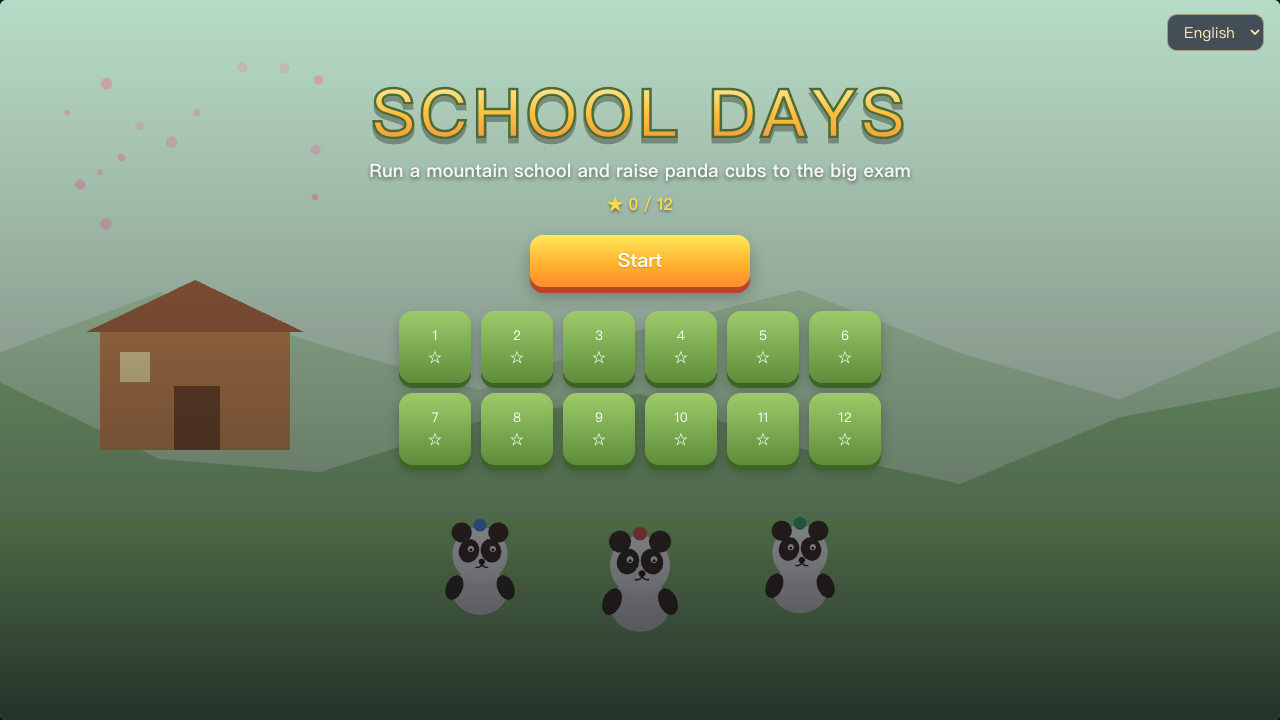 English
SCHOOL DAYS
Run a mountain school and raise panda cubs to the big exam
★ 0 / 12
Start
1 2 3 4 5 6
☆ ☆ ☆ ☆ ☆ ☆
7 8 9 10 11 12
☆ ☆ ☆ ☆ ☆ ☆